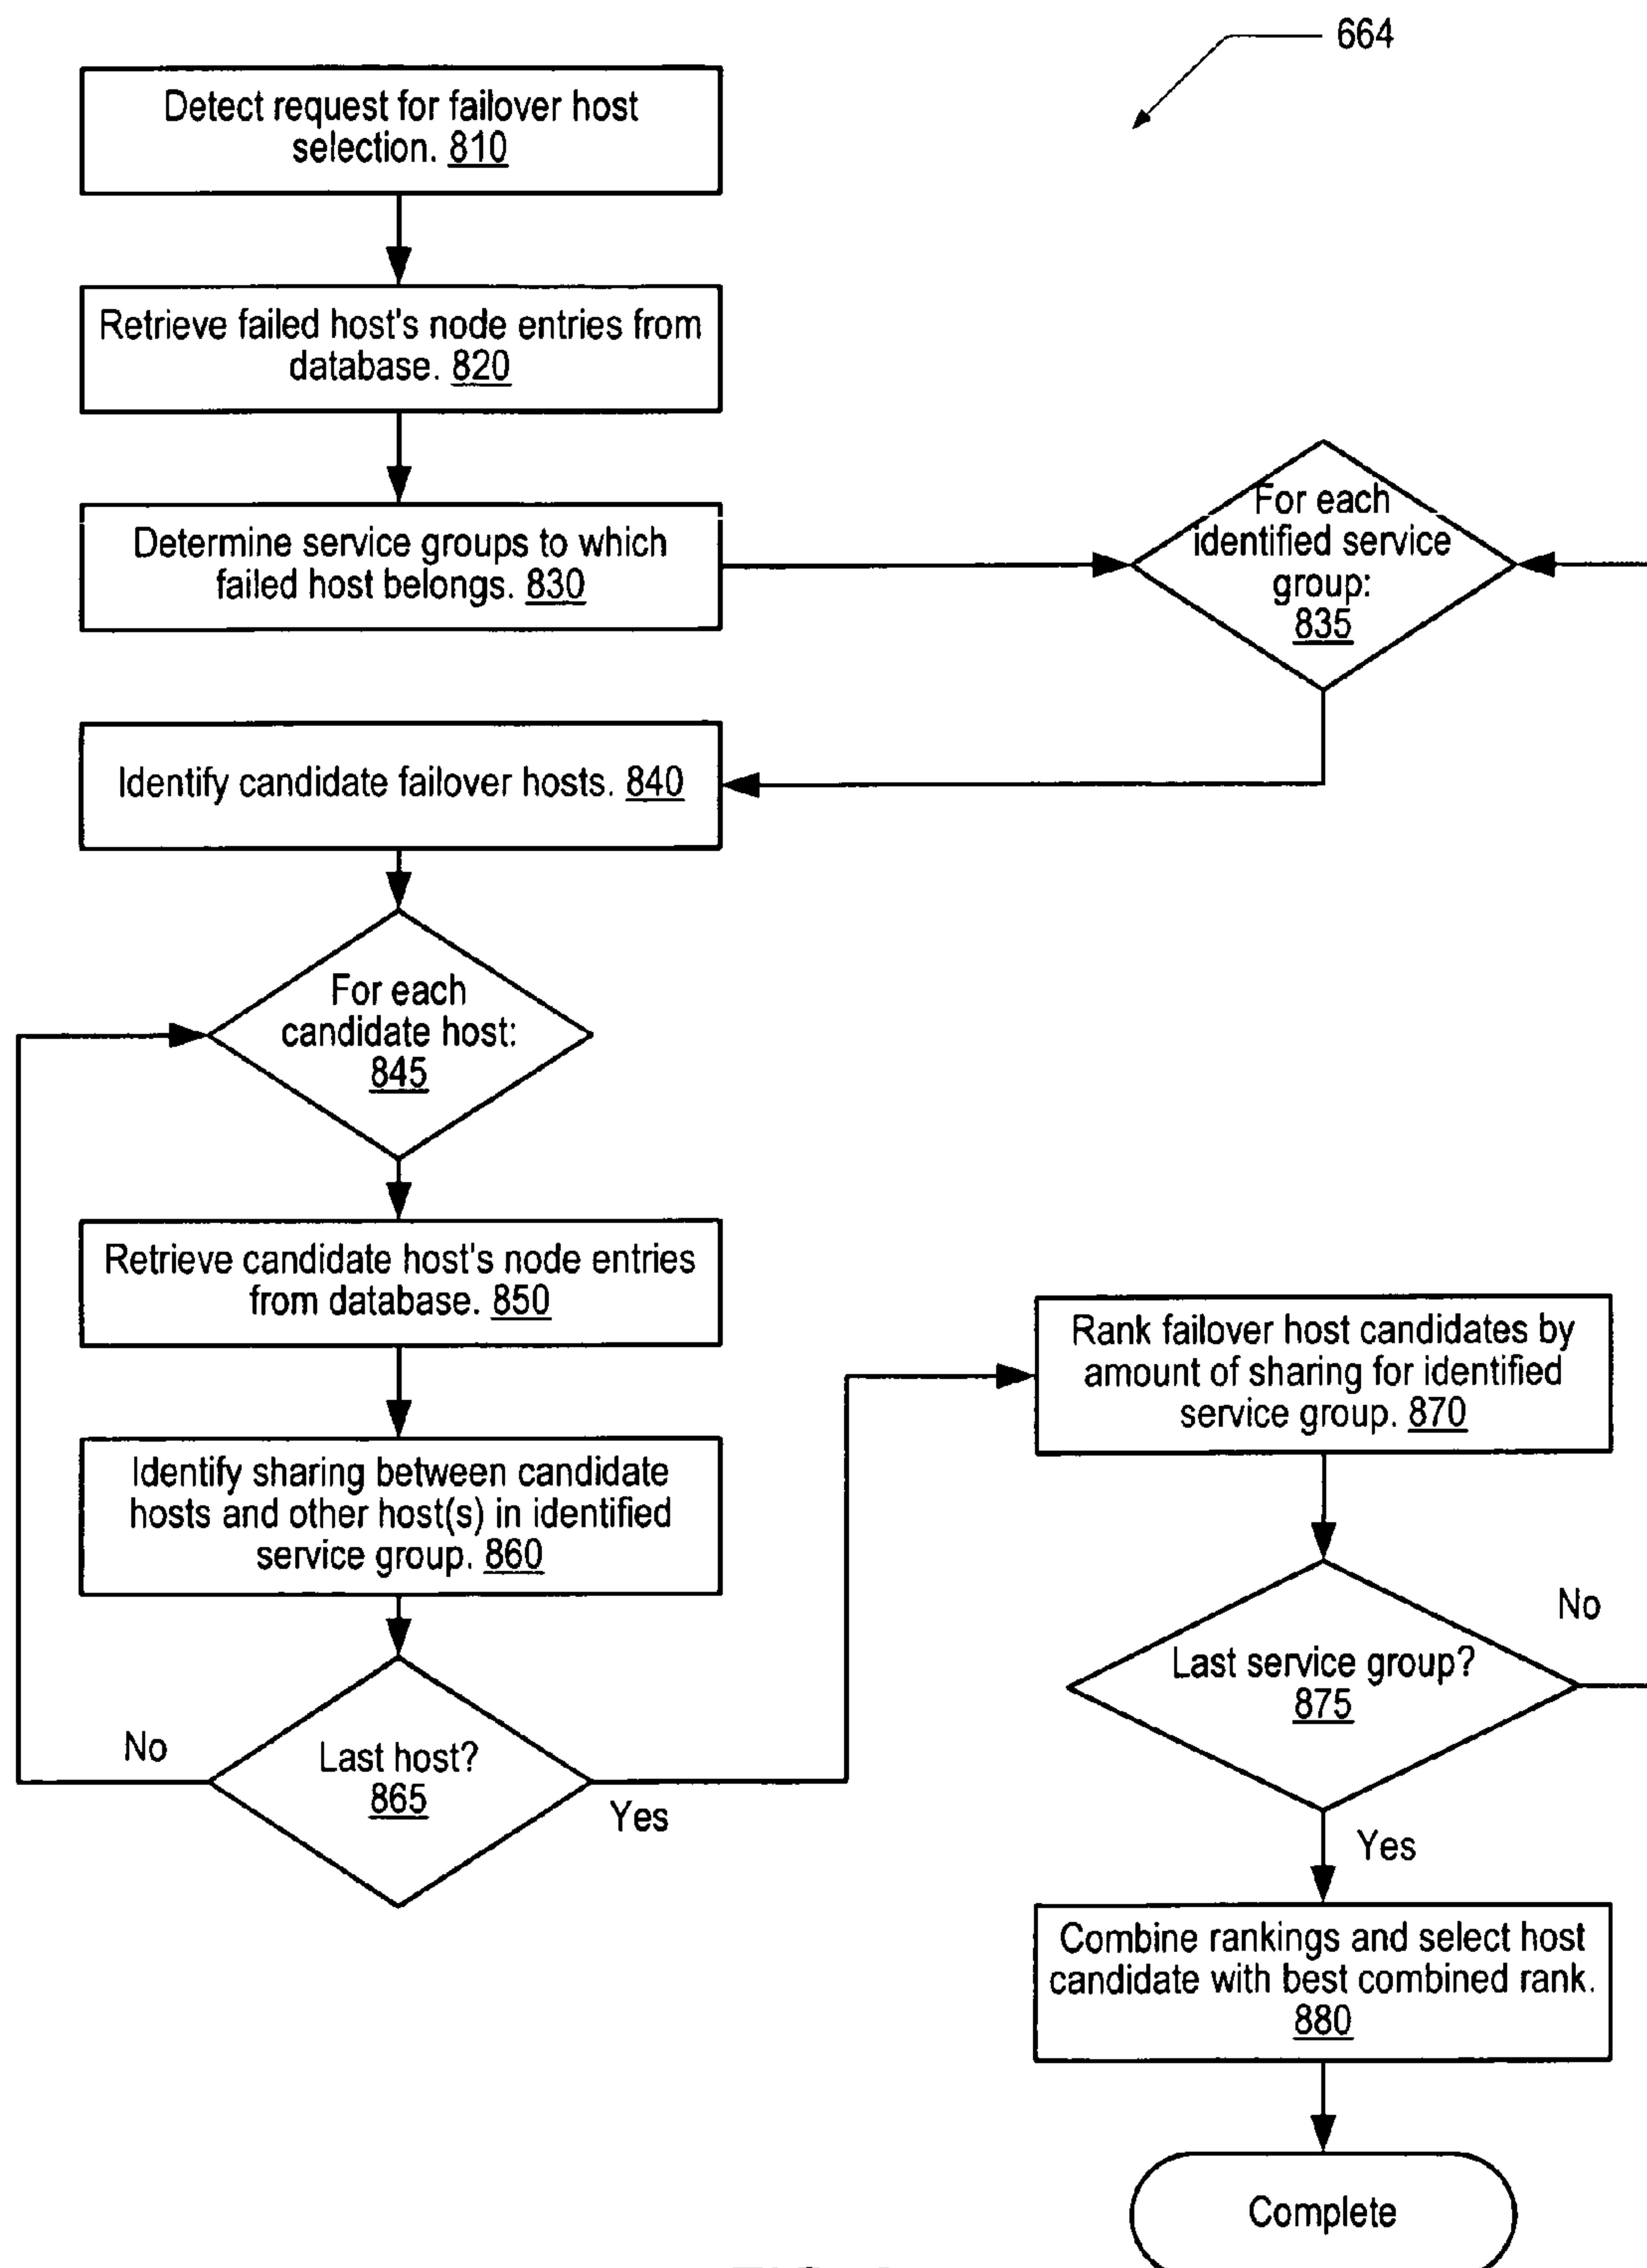 664
Detect request for failover host
selection. 810
Retrieve failed host's node entries from
database. 820
Determine service groups to which
failed host belongs. 830
For each
identified service
group:
835
Identify candidate failover hosts. 840
For each
candidate host:
845
Retrieve candidate host's node entries
from database. 850
Identify sharing between candidate
hosts and other host(s) in identified
service group. 860
Last host?
865
No
Yes
Rank failover host candidates by
amount of sharing for identified
service group. 870
Last service group?
875
No
Yes
Combine rankings and select host
candidate with best combined rank.
880
Complete